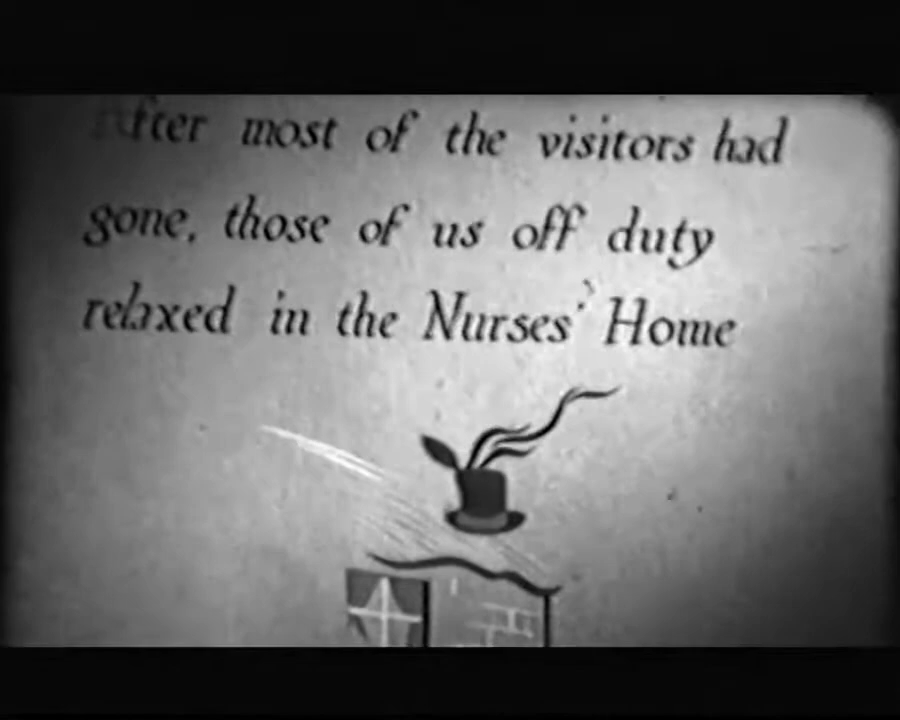 After most of the visitors had
gone, those of us off duty
relaxed in the Nurses' Home